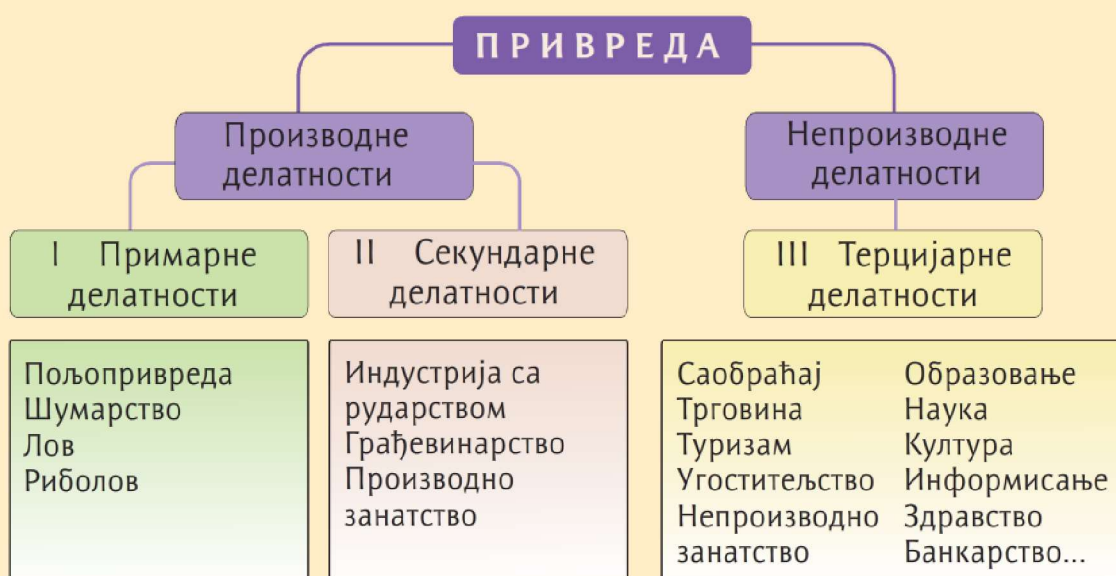 ПРИВРЕДА
Производне
делатности
Непроизводне
делатности
I Примарне
делатности
II Секундарне
делатности
III Терцијарне
делатности
Пољопривреда
Шумарство
Лов
Риболов
Индустрија са
рударством
Грађевинарство
Производно
занатство
Саобраћај
Трговина
Туризам
Угоститељство
Непроизводно
занатство
Образовање
Наука
Култура
Информисање
Здравство
Банкарство...